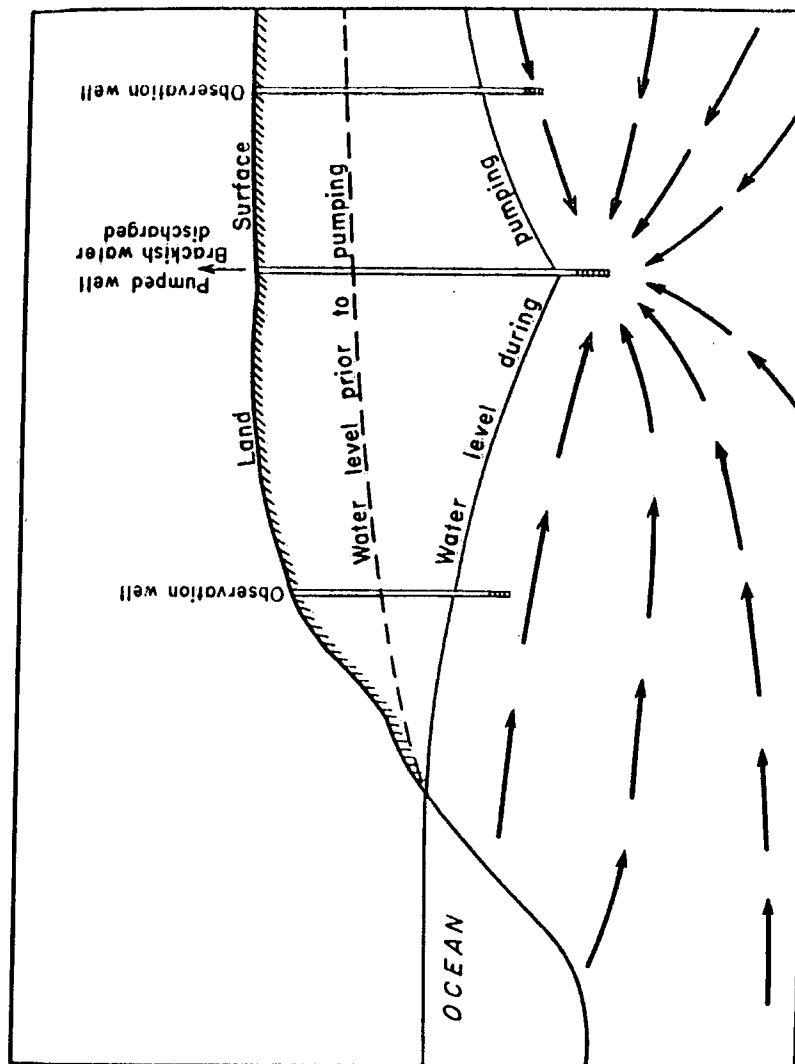 Observation well
Pumped well
Brackish water
discharged
Observation well
Land Surface
Water level prior to pumping
Water level during pumping
OCEAN